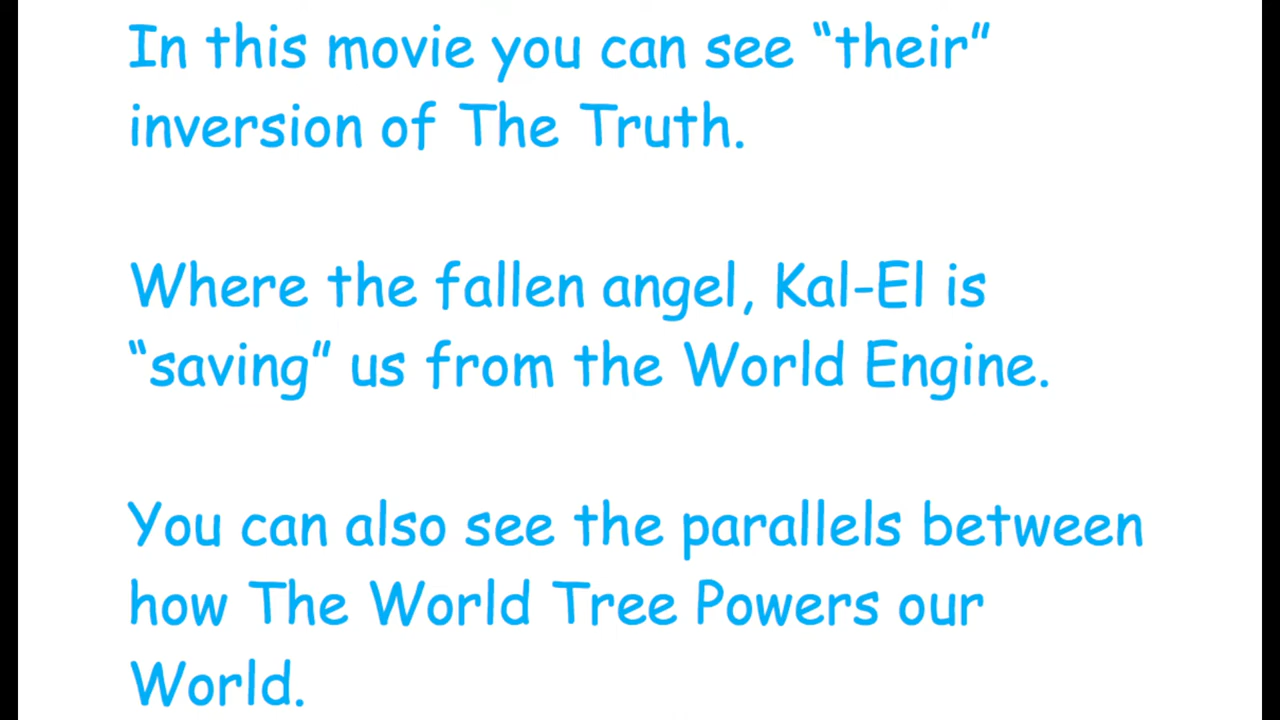 In this movie you can see “their”
inversion of The Truth.
Where the fallen angel, Kal-El is
“saving” us from the World Engine.
You can also see the parallels between
how The World Tree Powers our
World.